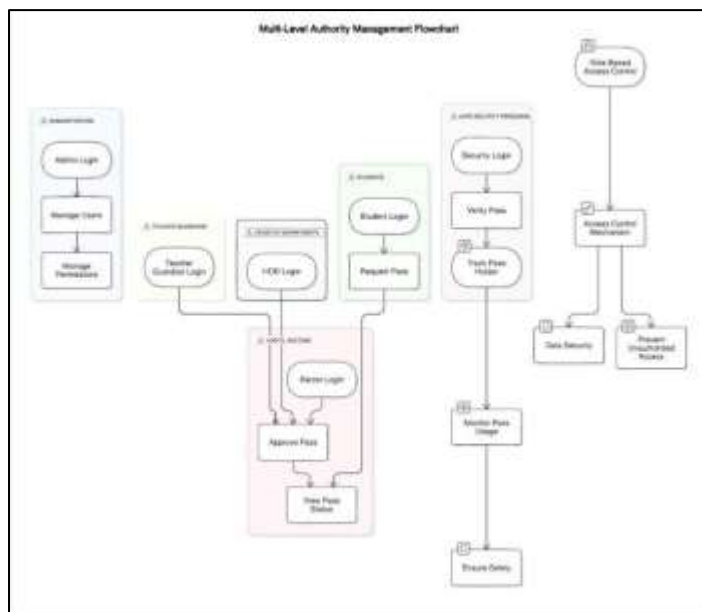 Multi-Level Authority Management Flowchart
Role Based
Access Control
Admin Login
Security Login
Student Login
Manage Users
Verify Pass
Access Control
Mechanism
Teacher
Guardian Login
HOD Login
Request Pass
Track Pass
Holder
Manage
Permissions
Data Security
Prevent
Unauthorized
Access
Warden Login
Approve Pass
Monitor Pass
Usage
View Pass
Status
Ensure Safety